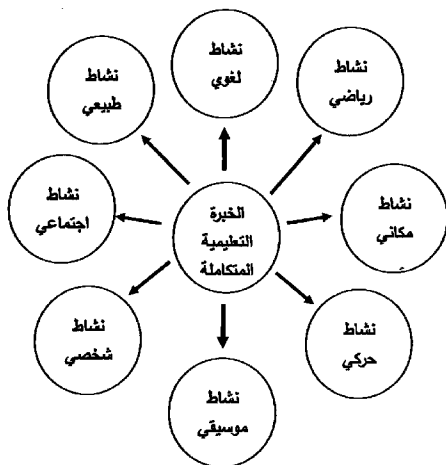 نشاط
لغوي
نشاط
رياضي
نشاط
طبيعي
نشاط
مكاني
نشاط
اجتماعي
الخبرة
التعليمية
المتكاملة
نشاط
حركي
نشاط
شخصي
نشاط
موسيقي